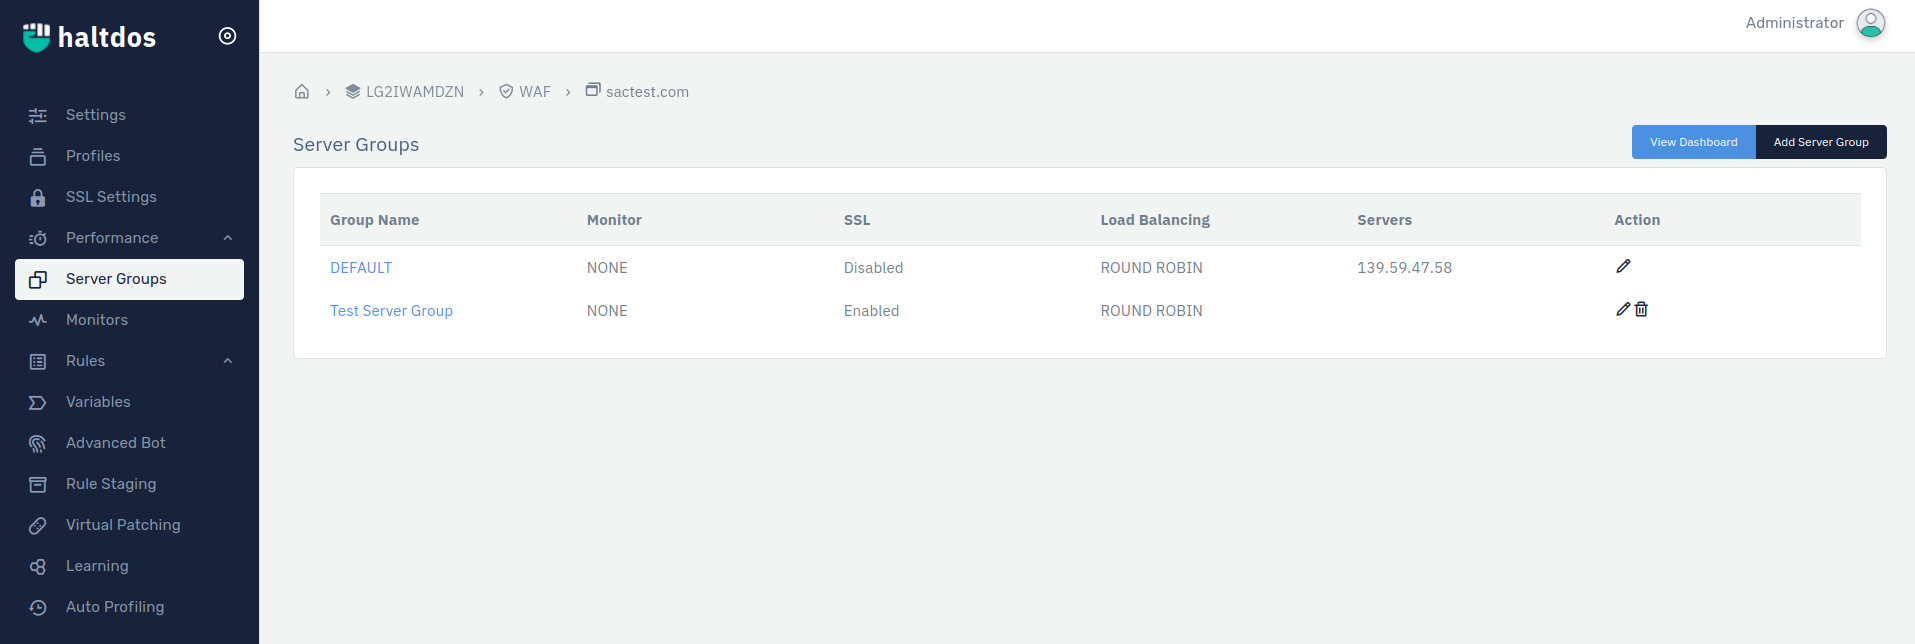 haltdos
Administrator
LG2IWAMDZN > WAF > sactest.com
Server Groups
View Dashboard Add Server Group
Settings
Profiles
SSL Settings
Performance
Server Groups
Monitors
Rules
Variables
Advanced Bot
Rule Staging
Virtual Patching
Learning
Auto Profiling
Group Name Monitor SSL Load Balancing Servers Action
DEFAULT NONE Disabled ROUND ROBIN 139.59.47.58
Test Server Group NONE Enabled ROUND ROBIN